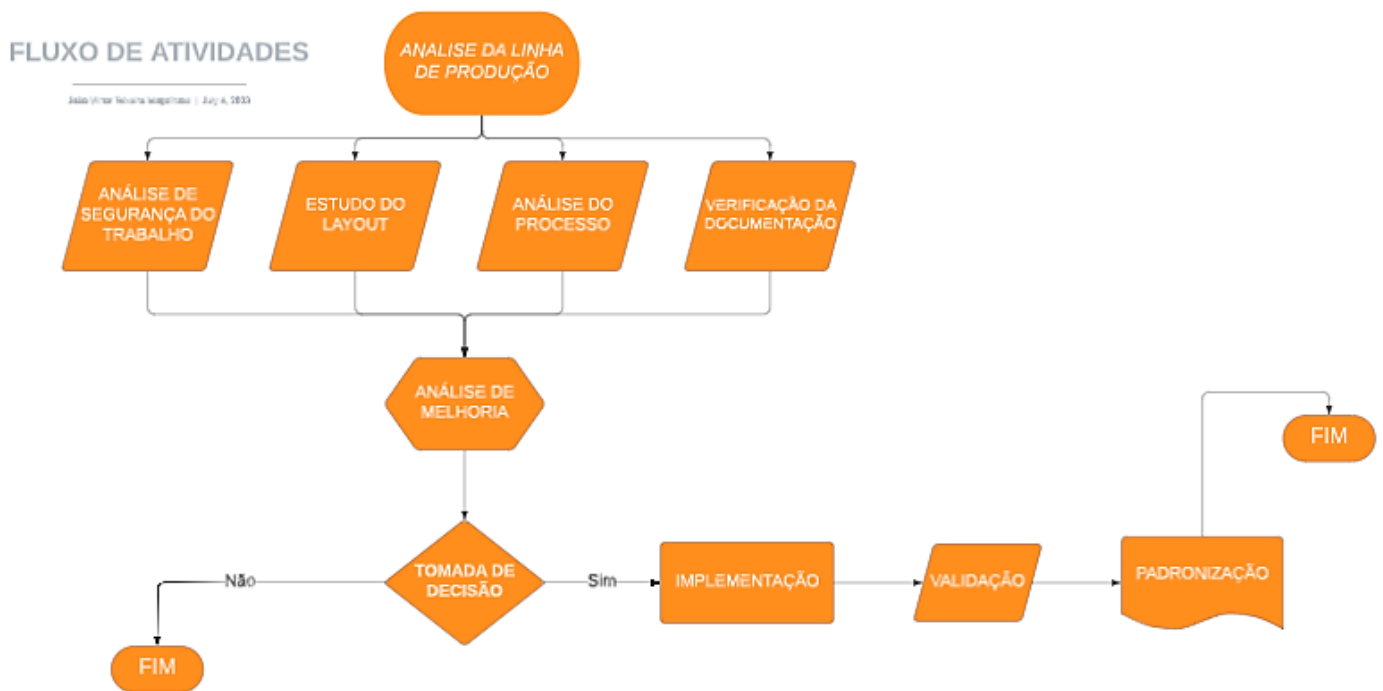 FLUXO DE ATIVIDADES
ANALISE DA LINHA
DE PRODUÇÃO
ANÁLISE DE
SEGURANÇA DO
TRABALHO
ESTUDO DO
LAYOUT
ANÁLISE DO
PROCESSO
VERIFICAÇÃO DA
DOCUMENTAÇÃO
ANÁLISE DE
MELHORIA
TOMADA DE
DECISÃO
Não
FIM
Sim
IMPLEMENTAÇÃO
VALIDAÇÃO
PADRONIZAÇÃO
FIM